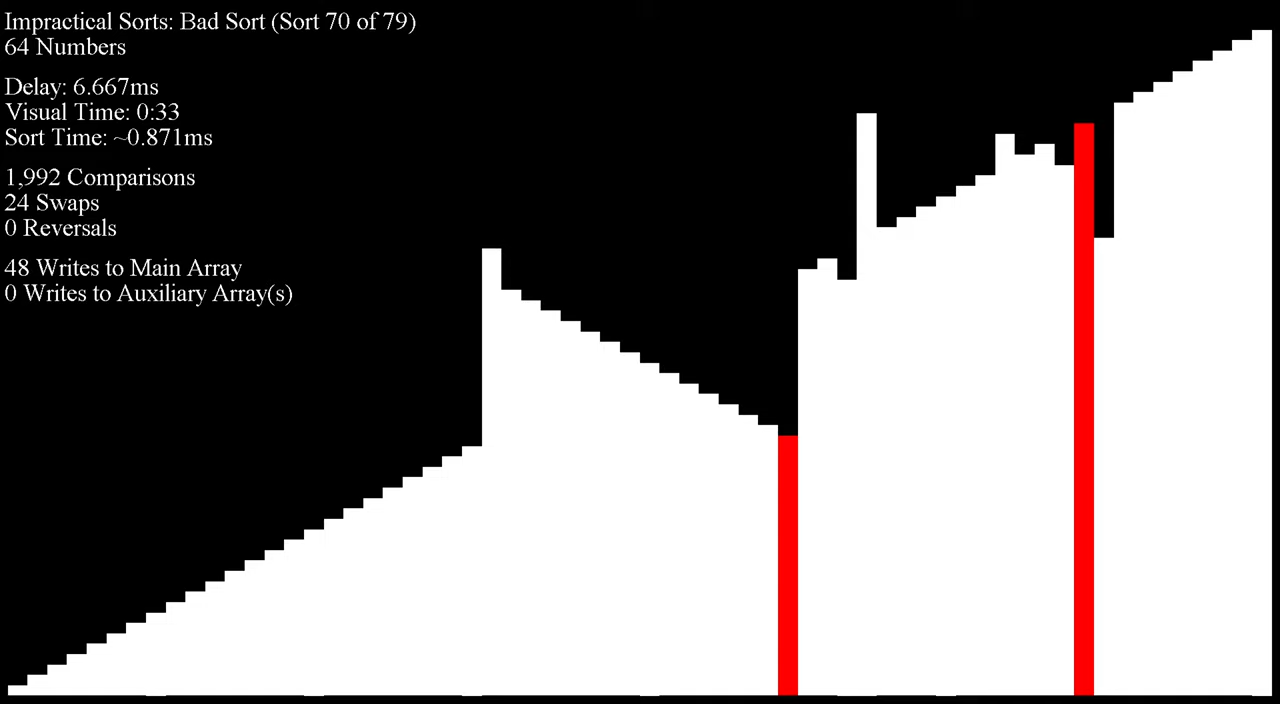 Impractical Sorts: Bad Sort (Sort 70 of 79)
64 Numbers
Delay: 6.667ms
Visual Time: 0:33
Sort Time: ~0.871ms
1,992 Comparisons
24 Swaps
0 Reversals
48 Writes to Main Array
0 Writes to Auxiliary Array(s)